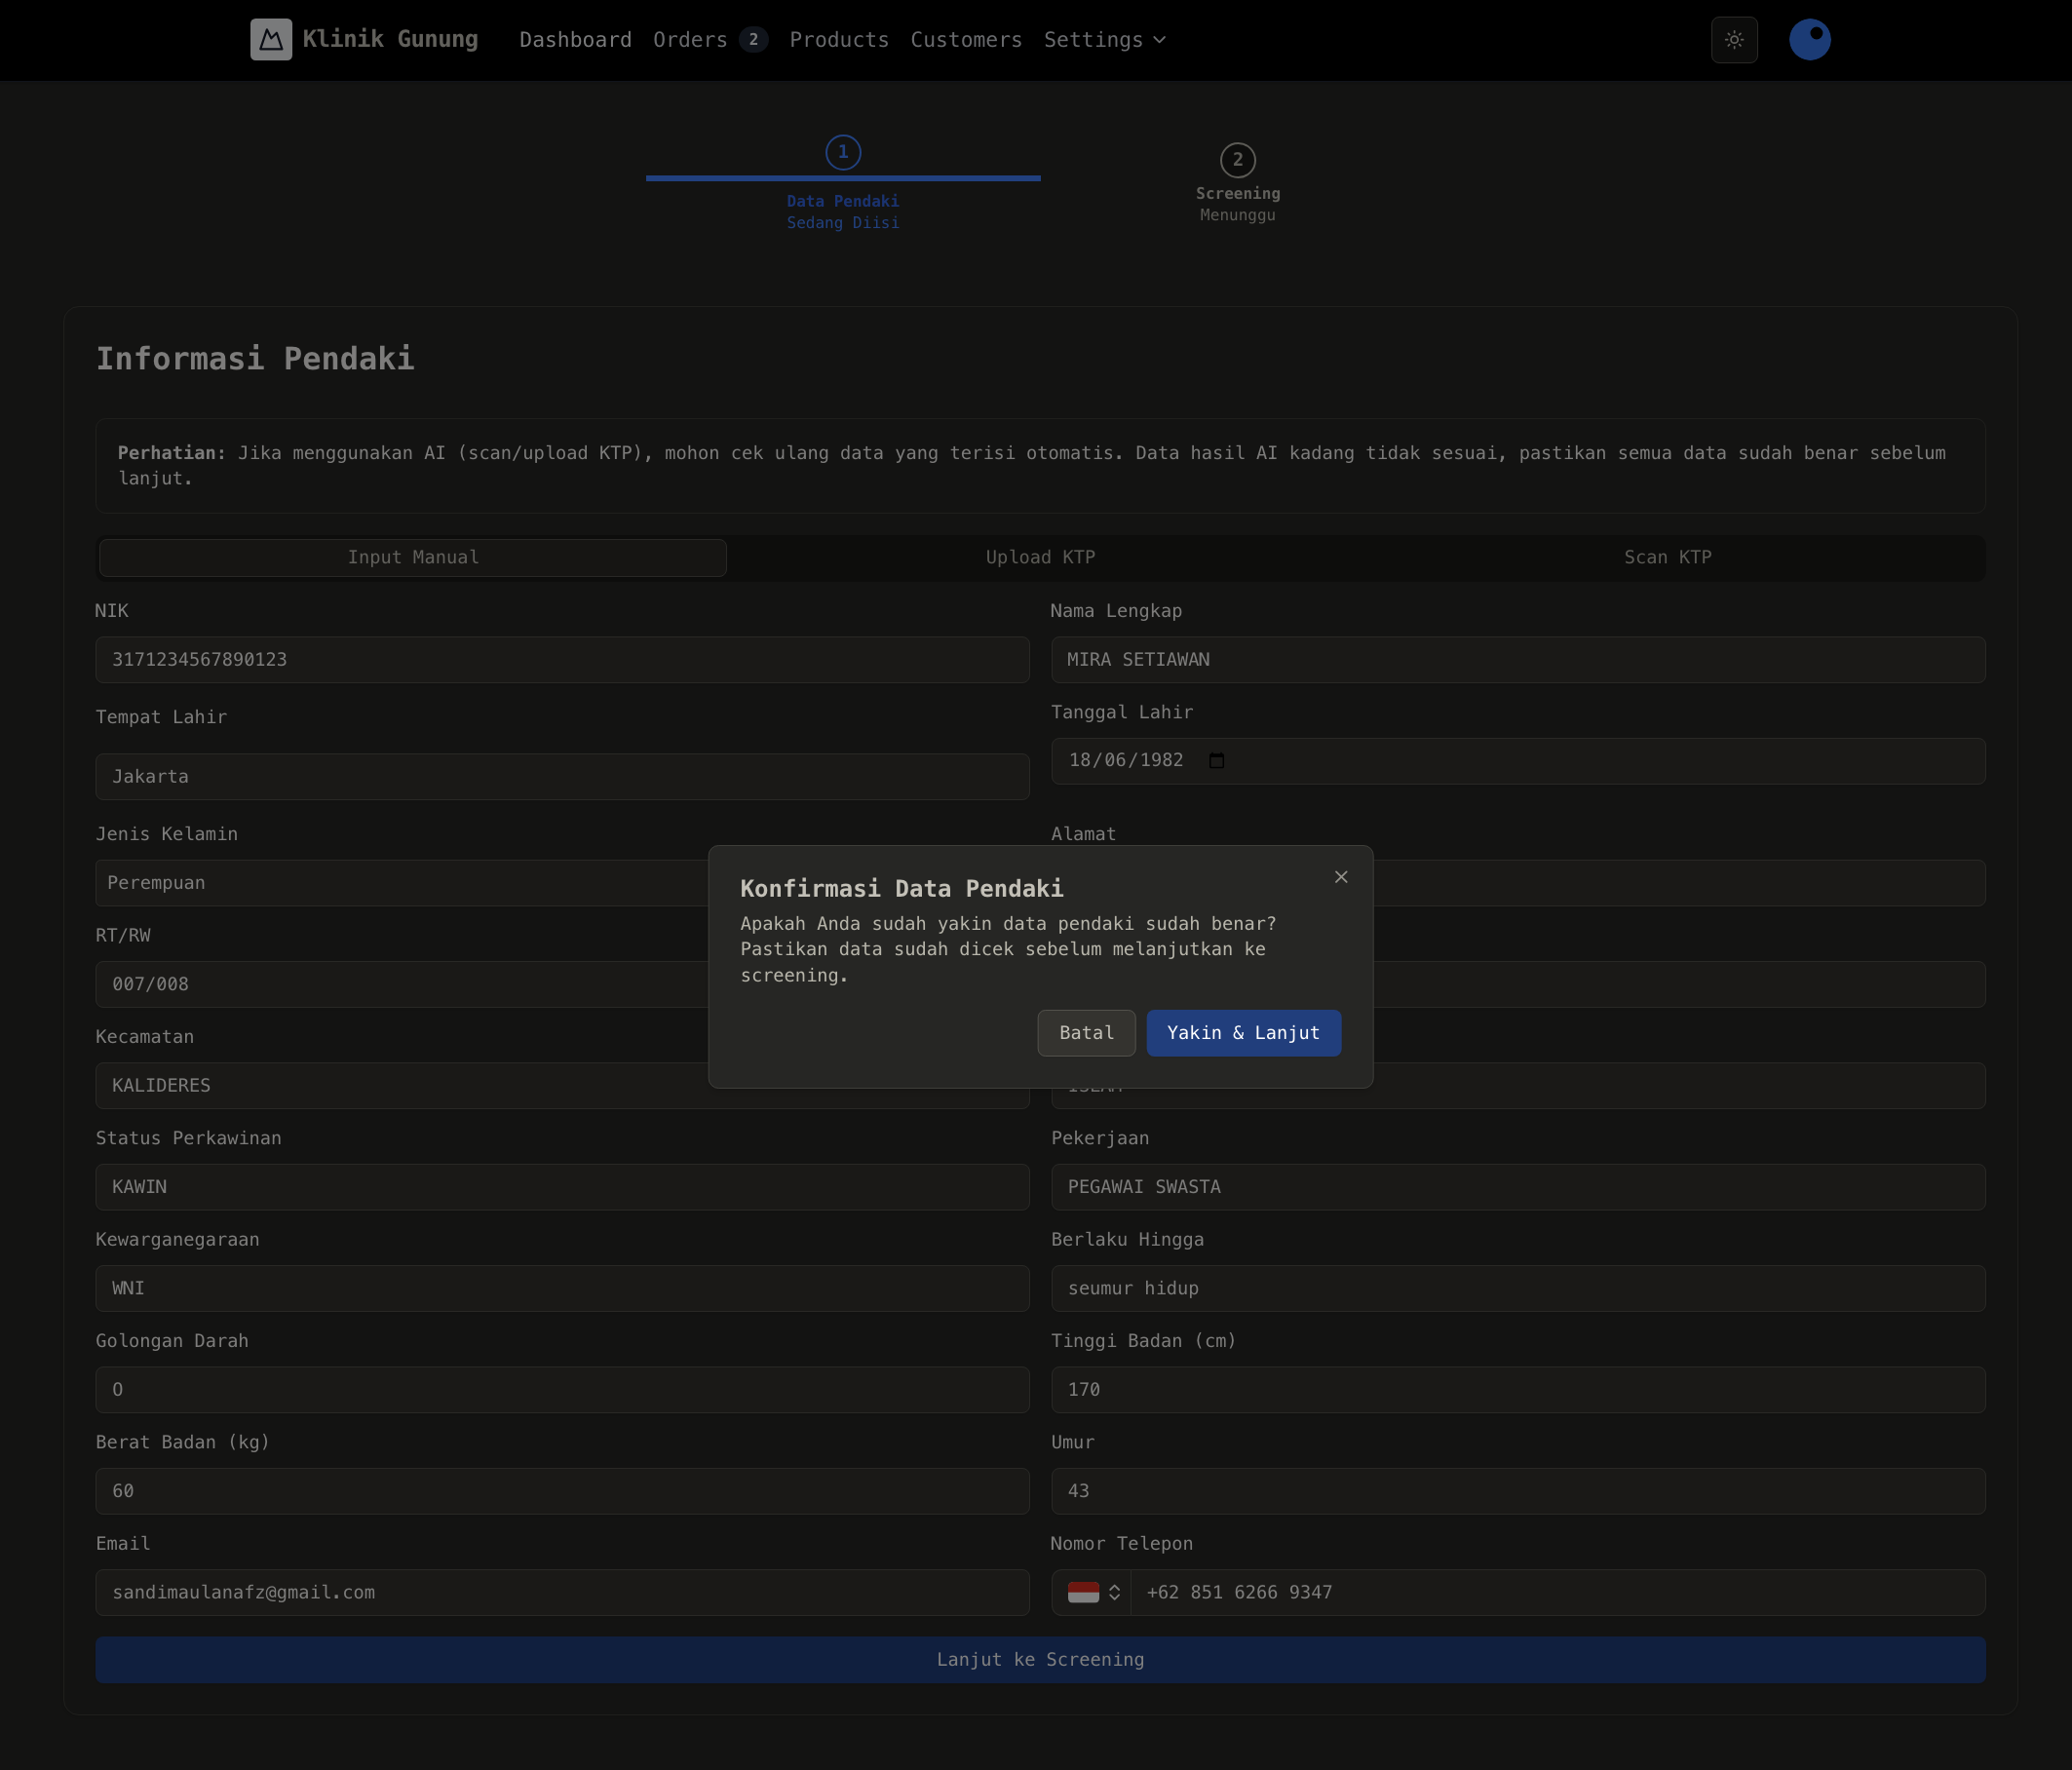 Klinik Gunung
Dashboard
Orders 2
Products
Customers
Settings
1
Data Pendaki
Sedang Diisi
2
Screening
Menunggu
Informasi Pendaki
Perhatian: Jika menggunakan AI (scan/upload KTP), mohon cek ulang data yang terisi otomatis. Data hasil AI kadang tidak sesuai, pastikan semua data sudah benar sebelum
lanjut.
Input Manual
Upload KTP
Scan KTP
NIK
3171234567890123
Nama Lengkap
MIRA SETIAWAN
Tempat Lahir
Jakarta
Tanggal Lahir
18/06/1982
Jenis Kelamin
Perempuan
Alamat
RT/RW
007/008
Kecamatan
KALIDERES
Konfirmasi Data Pendaki
Apakah Anda sudah yakin data pendaki sudah benar?
Pastikan data sudah dicek sebelum melanjutkan ke
screening.
Batal
Yakin & Lanjut
Status Perkawinan
KAWIN
Pekerjaan
PEGAWAI SWASTA
Kewarganegaraan
WNI
Berlaku Hingga
seumur hidup
Golongan Darah
O
Tinggi Badan (cm)
170
Berat Badan (kg)
60
Umur
43
Email
sandimaulanafz@gmail.com
Nomor Telepon
+62 851 6266 9347
Lanjut ke Screening